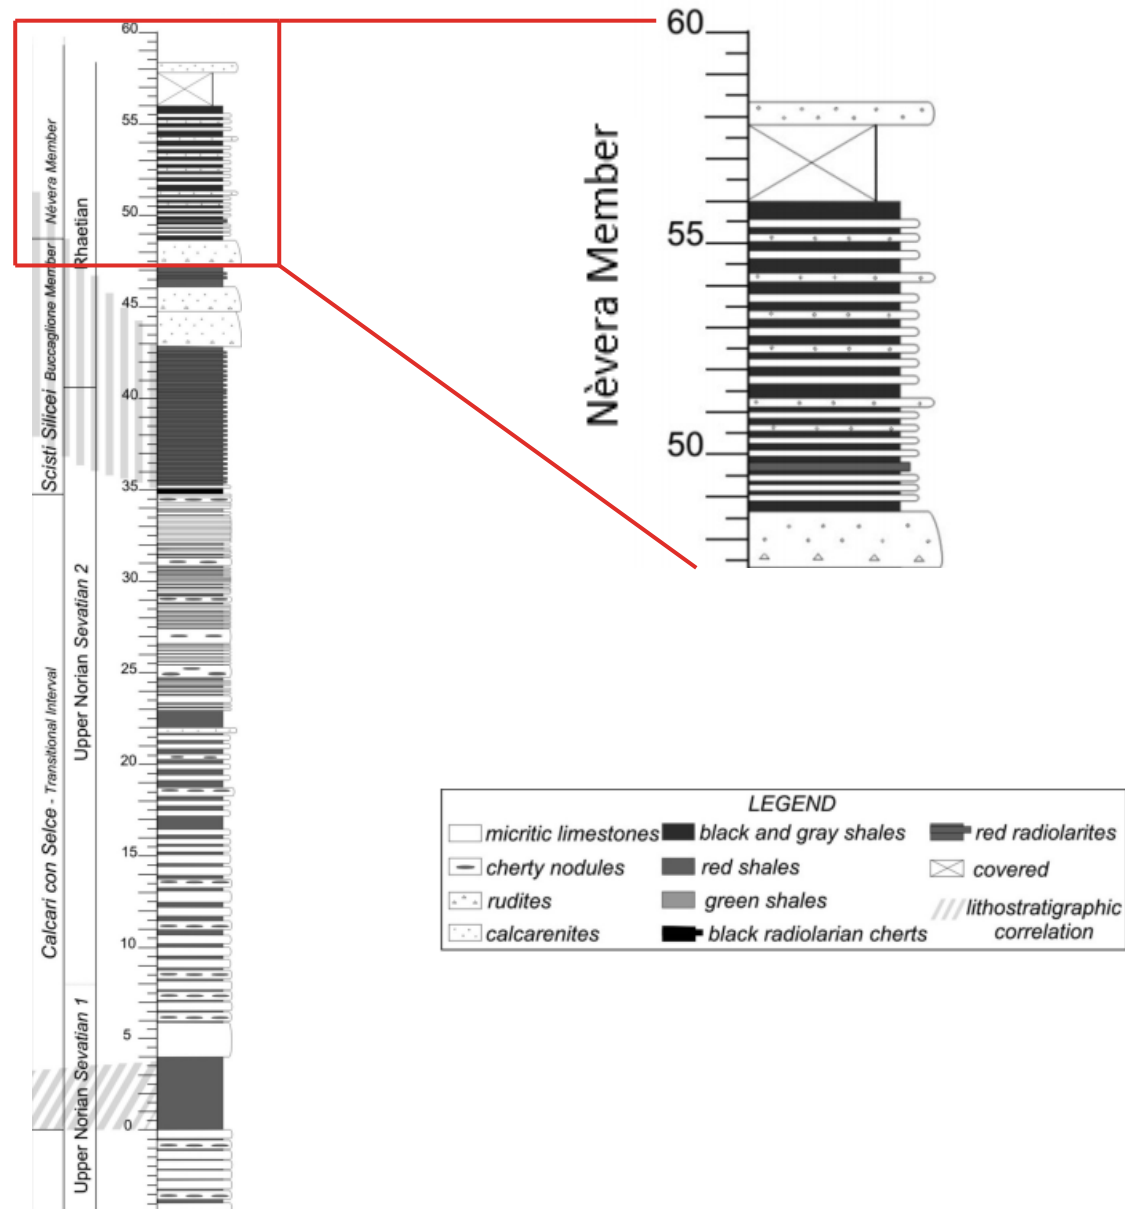 60
55
50
45
40
35
30
25
20
15
10
5
0
Névera Member
Buccaglione Member
Scisti Silicei
Calcari con Selce - Transitional Interval
Rhaetian
Upper Norian Sevatian 2
Upper Norian Sevatian 1
60
55
50
Nèvera Member
LEGEND
micritic limestones
black and gray shales
red radiolarites
cherty nodules
red shales
covered
rudites
green shales
lithostratigraphic
correlation
calcarenites
black radiolarian cherts